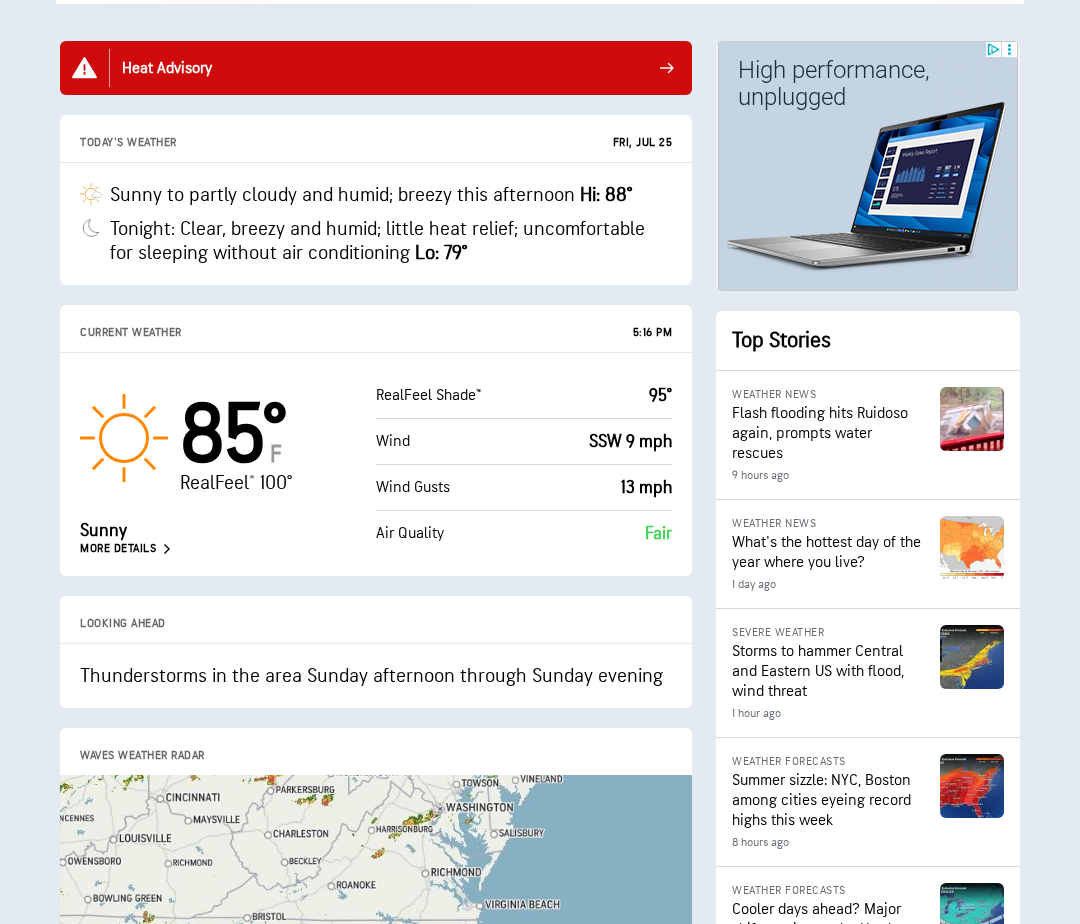 Heat Advisory
TODAY'S WEATHER
FRI, JUL 25
Sunny to partly cloudy and humid; breezy this afternoon Hi: 88°
Tonight: Clear, breezy and humid; little heat relief; uncomfortable
for sleeping without air conditioning Lo: 79°
CURRENT WEATHER
5:16 PM
85° F
RealFeel® 100°
Sunny
MORE DETAILS
RealFeel Shade™ 95°
Wind SSW 9 mph
Wind Gusts 13 mph
Air Quality Fair
LOOKING AHEAD
Thunderstorms in the area Sunday afternoon through Sunday evening
WAVES WEATHER RADAR
PARKERSBURG
TOWSON
VINELAND
CINCINNATI
WASHINGTON
MAYSVILLE
HARRISONBURG
CHARLESTON
SALISBURY
LOUISVILLE
OWENSBORO
RICHMOND
BECKLEY
RICHMOND
ROANOKE
BOWLING GREEN
VIRGINIA BEACH
BRISTOL
High performance,
unplugged
Weekly Sales Report
Top Stories
WEATHER NEWS
Flash flooding hits Ruidoso
again, prompts water
rescues
9 hours ago
WEATHER NEWS
What's the hottest day of the
year where you live?
1 day ago
SEVERE WEATHER
Storms to hammer Central
and Eastern US with flood,
wind threat
1 hour ago
WEATHER FORECASTS
Summer sizzle: NYC, Boston
among cities eyeing record
highs this week
8 hours ago
WEATHER FORECASTS
Cooler days ahead? Major